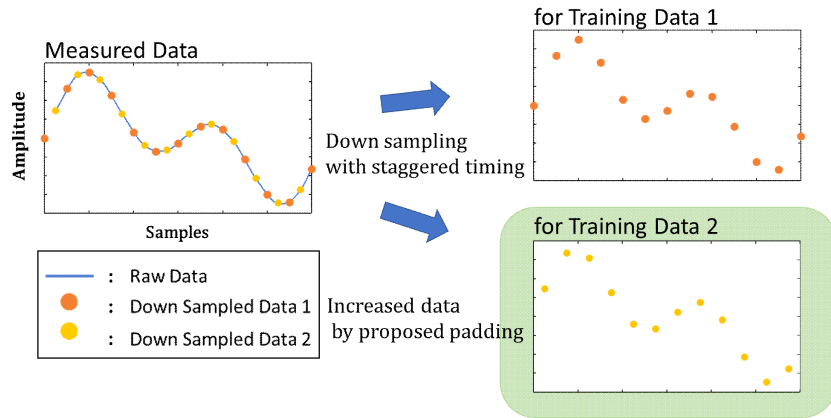 Measured Data
Amplitude
Samples
: Raw Data
: Down Sampled Data 1
: Down Sampled Data 2
Down sampling
with staggered timing
Increased data
by proposed padding
for Training Data 1
for Training Data 2